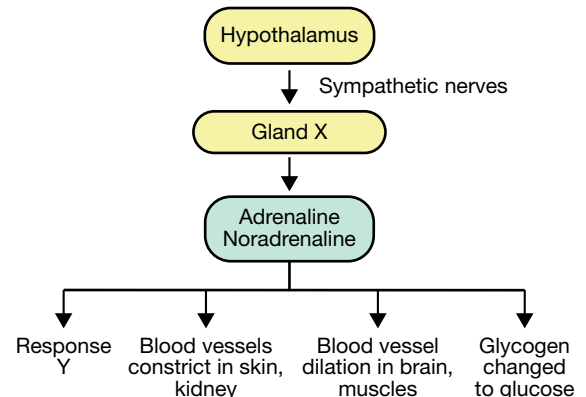 Hypothalamus
Sympathetic nerves
Gland X
Adrenaline
Noradrenaline
Response
Y
Blood vessels
constrict in skin,
kidney
Blood vessel
dilation in brain,
muscles
Glycogen
changed
to glucose